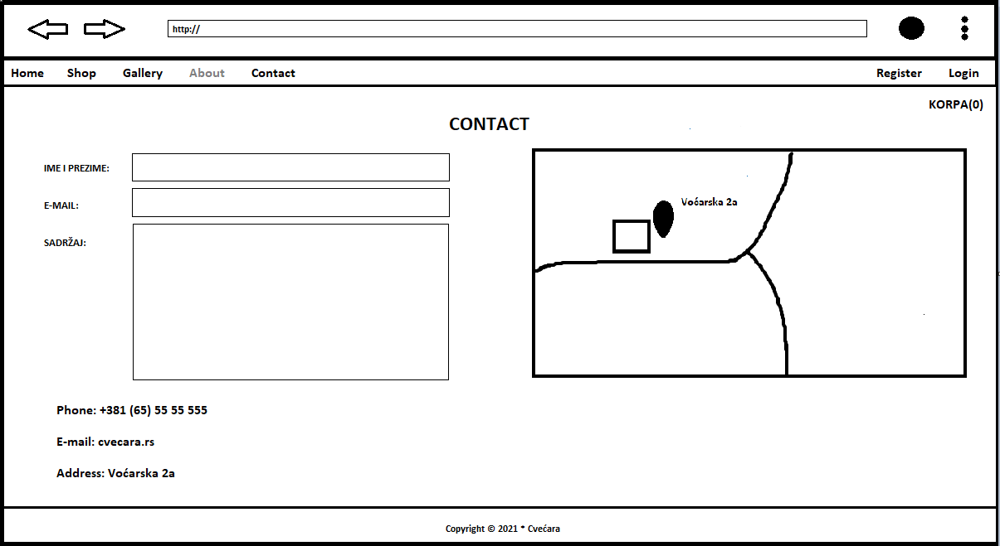 http://
Home Shop Gallery About Contact Register Login
KORPA(0)
CONTACT
IME I PREZIME:
E-MAIL:
SADRŽAJ:
Voćarska 2a
Phone: +381 (65) 55 55 555
E-mail: cvecara.rs
Address: Voćarska 2a
Copyright © 2021 * Cvećara